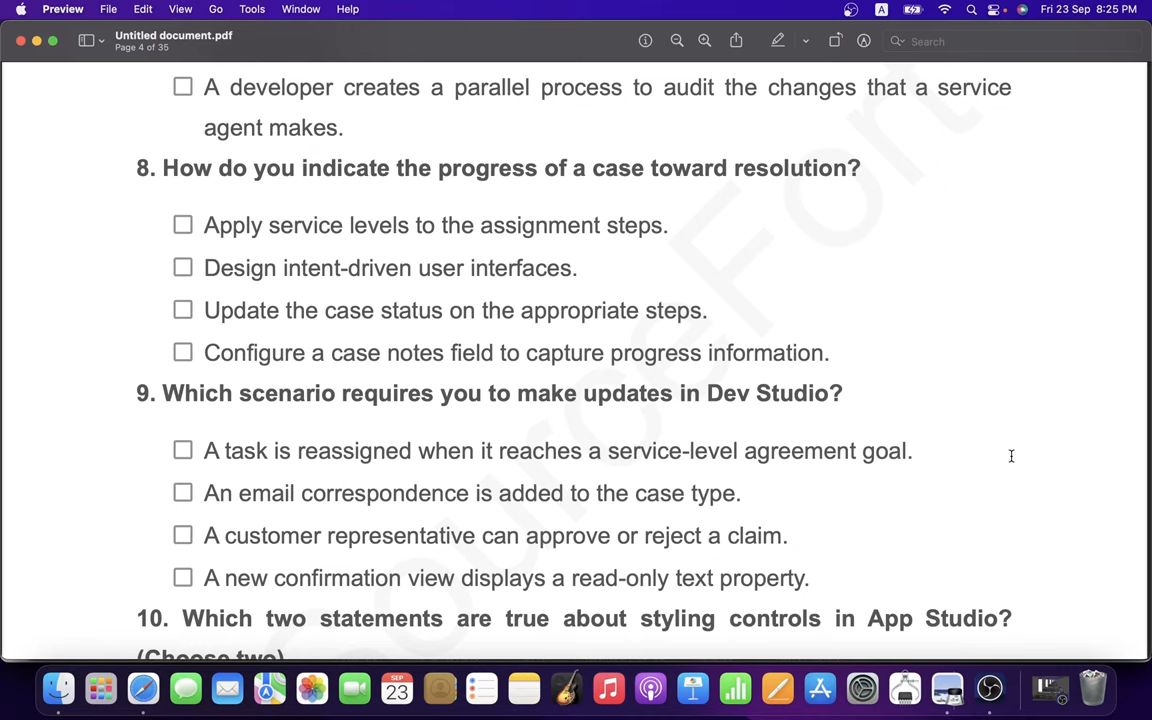 Preview File Edit View Go Tools Window Help A Fri 23 Sep 8:25 PM
Untitled document.pdf
Page 4 of 35
Search
A developer creates a parallel process to audit the changes that a service
agent makes.
8. How do you indicate the progress of a case toward resolution?
Apply service levels to the assignment steps.
Design intent-driven user interfaces.
Update the case status on the appropriate steps.
Configure a case notes field to capture progress information.
9. Which scenario requires you to make updates in Dev Studio?
A task is reassigned when it reaches a service-level agreement goal.
An email correspondence is added to the case type.
A customer representative can approve or reject a claim.
A new confirmation view displays a read-only text property.
10. Which two statements are true about styling controls in App Studio?
(Choose two)
SourceFort
SEP
23